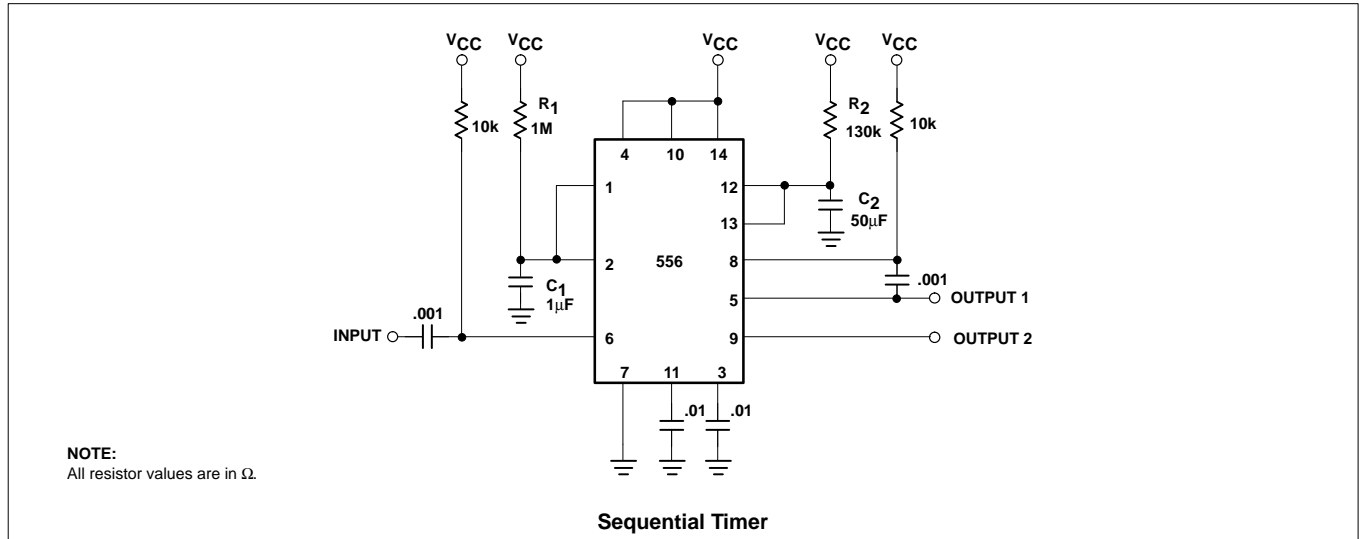 VCC VCC VCC VCC VCC
10k
R1
1M
R2
130k
10k
4 10 14
1
12
C2
50µF
13
2
556
8
C1
1µF
.001
5
OUTPUT 1
.001
INPUT
6
9
OUTPUT 2
7 11 3
.01 .01
NOTE:
All resistor values are in Ω.
Sequential Timer